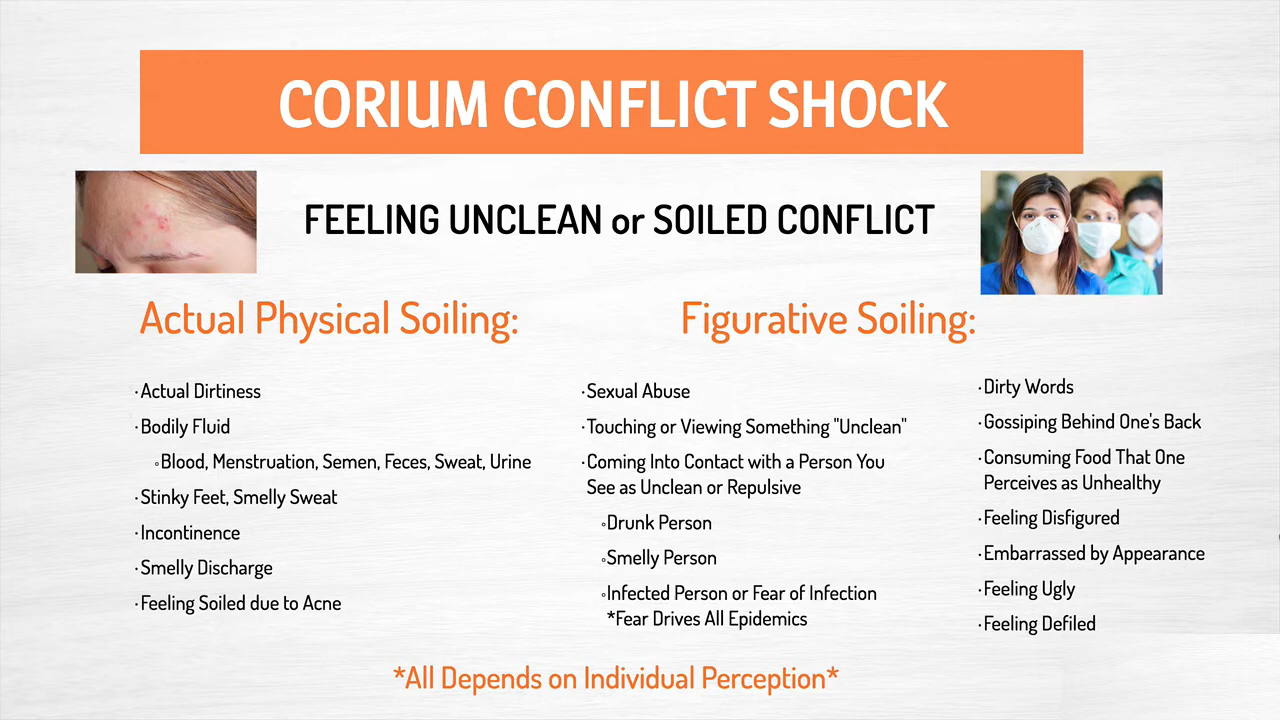 CORIUM CONFLICT SHOCK
FEELING UNCLEAN or SOILED CONFLICT
Actual Physical Soiling:
·Actual Dirtiness
·Bodily Fluid
◦Blood, Menstruation, Semen, Feces, Sweat, Urine
·Stinky Feet, Smelly Sweat
·Incontinence
·Smelly Discharge
·Feeling Soiled due to Acne
Figurative Soiling:
·Sexual Abuse
·Touching or Viewing Something "Unclean"
·Coming Into Contact with a Person You
See as Unclean or Repulsive
◦Drunk Person
◦Smelly Person
◦Infected Person or Fear of Infection
*Fear Drives All Epidemics
·Dirty Words
·Gossiping Behind One's Back
·Consuming Food That One
Perceives as Unhealthy
·Feeling Disfigured
·Embarrassed by Appearance
·Feeling Ugly
·Feeling Defiled
*All Depends on Individual Perception*